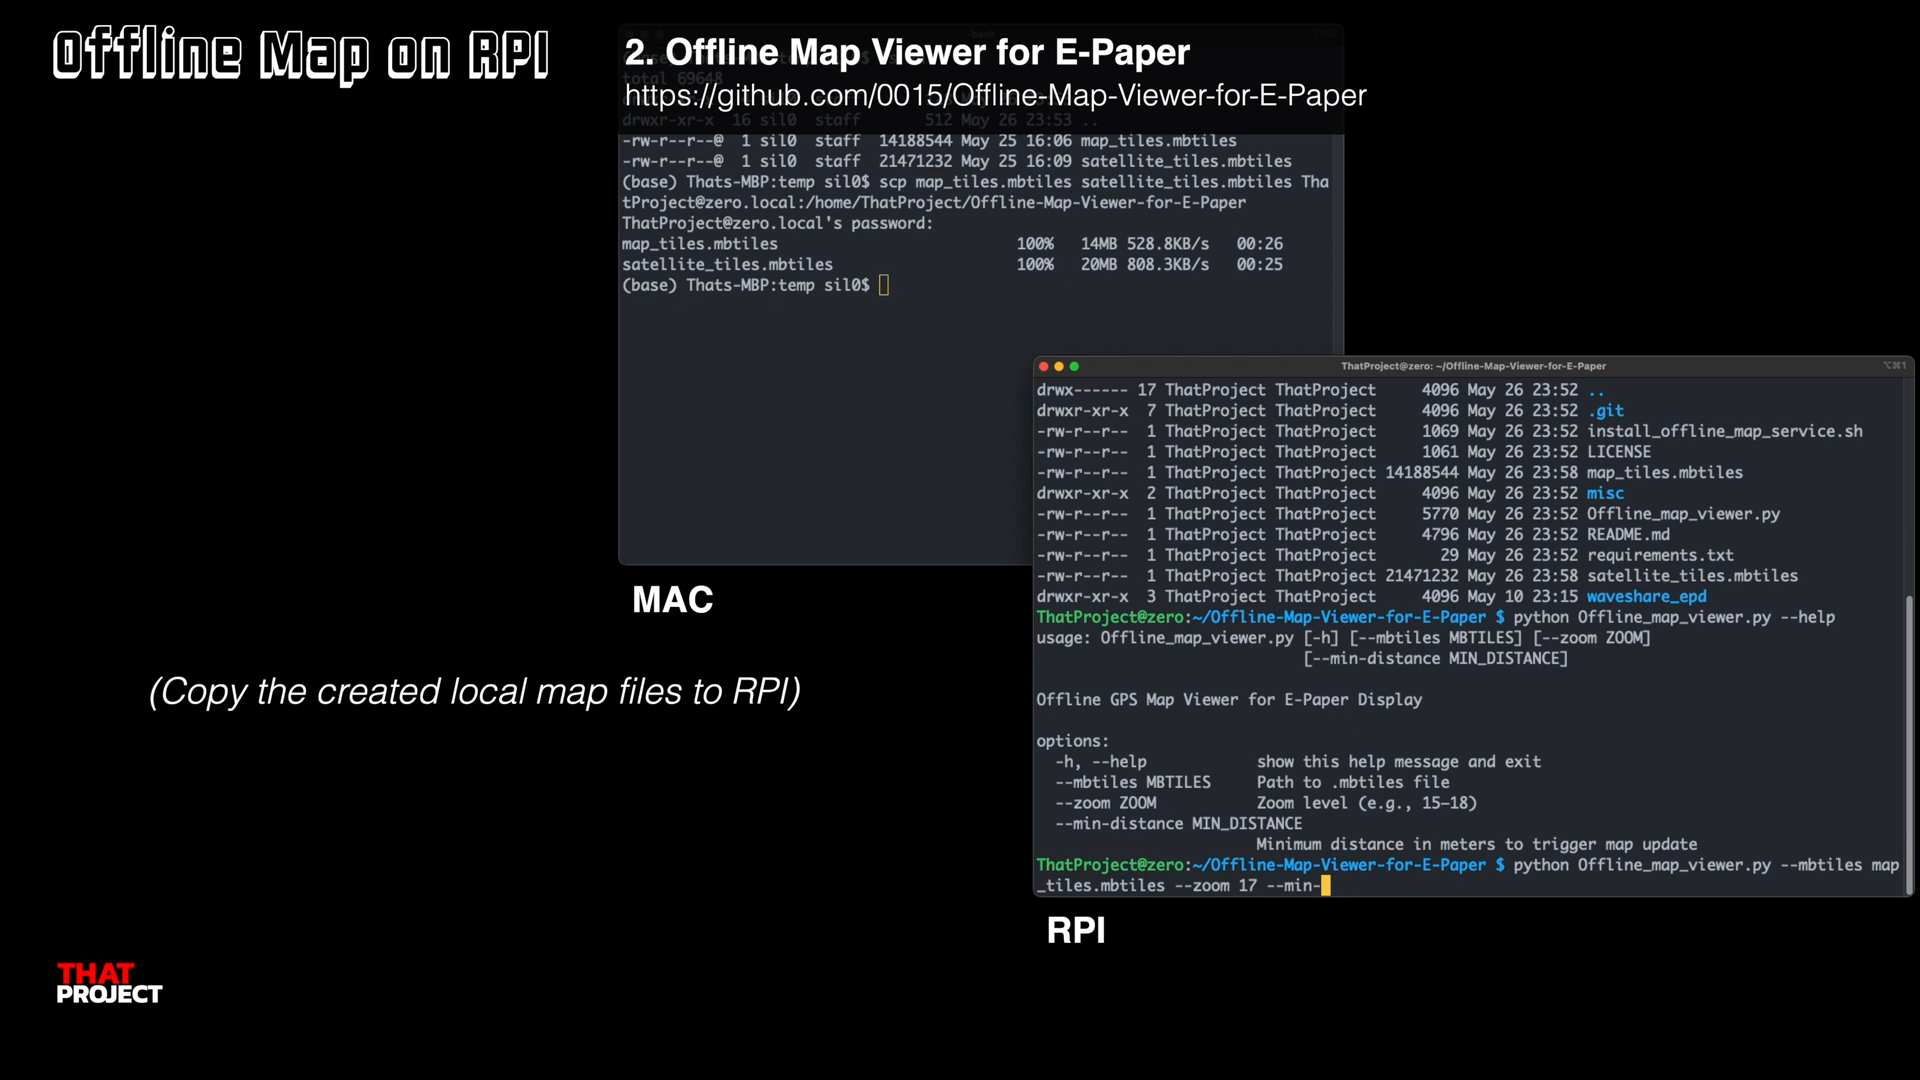 Offline Map on RPI
2. Offline Map Viewer for E-Paper
https://github.com/0015/Offline-Map-Viewer-for-E-Paper
total 69648
drwxr-xr-x  16 sil0  staff       512 May 26 23:53 ..
-rw-r--r--@  1 sil0  staff  14188544 May 25 16:06 map_tiles.mbtiles
-rw-r--r--@  1 sil0  staff  21471232 May 25 16:09 satellite_tiles.mbtiles
(base) Thats-MBP:temp sil0$ scp map_tiles.mbtiles satellite_tiles.mbtiles Tha
tProject@zero.local:/home/ThatProject/Offline-Map-Viewer-for-E-Paper
ThatProject@zero.local's password:
map_tiles.mbtiles                          100%   14MB 528.8KB/s   00:26
satellite_tiles.mbtiles                    100%   20MB 808.3KB/s   00:25
(base) Thats-MBP:temp sil0$
MAC
(Copy the created local map files to RPI)
ThatProject@zero: ~/Offline-Map-Viewer-for-E-Paper
⌥⌘1
drwx------ 17 ThatProject ThatProject     4096 May 26 23:52 ..
drwxr-xr-x  7 ThatProject ThatProject     4096 May 26 23:52 .git
-rw-r--r--  1 ThatProject ThatProject     1069 May 26 23:52 install_offline_map_service.sh
-rw-r--r--  1 ThatProject ThatProject     1061 May 26 23:52 LICENSE
-rw-r--r--  1 ThatProject ThatProject 14188544 May 26 23:58 map_tiles.mbtiles
drwxr-xr-x  2 ThatProject ThatProject     4096 May 26 23:52 misc
-rw-r--r--  1 ThatProject ThatProject     5770 May 26 23:52 Offline_map_viewer.py
-rw-r--r--  1 ThatProject ThatProject     4796 May 26 23:52 README.md
-rw-r--r--  1 ThatProject ThatProject       29 May 26 23:52 requirements.txt
-rw-r--r--  1 ThatProject ThatProject 21471232 May 26 23:58 satellite_tiles.mbtiles
drwxr-xr-x  3 ThatProject ThatProject     4096 May 10 23:15 waveshare_epd
ThatProject@zero:~/Offline-Map-Viewer-for-E-Paper $ python Offline_map_viewer.py --help
usage: Offline_map_viewer.py [-h] [--mbtiles MBTILES] [--zoom ZOOM]
[--min-distance MIN_DISTANCE]
Offline GPS Map Viewer for E-Paper Display
options:
-h, --help            show this help message and exit
--mbtiles MBTILES     Path to .mbtiles file
--zoom ZOOM           Zoom level (e.g., 15–18)
--min-distance MIN_DISTANCE
Minimum distance in meters to trigger map update
ThatProject@zero:~/Offline-Map-Viewer-for-E-Paper $ python Offline_map_viewer.py --mbtiles map
_tiles.mbtiles --zoom 17 --min-
RPI
THAT
PROJECT